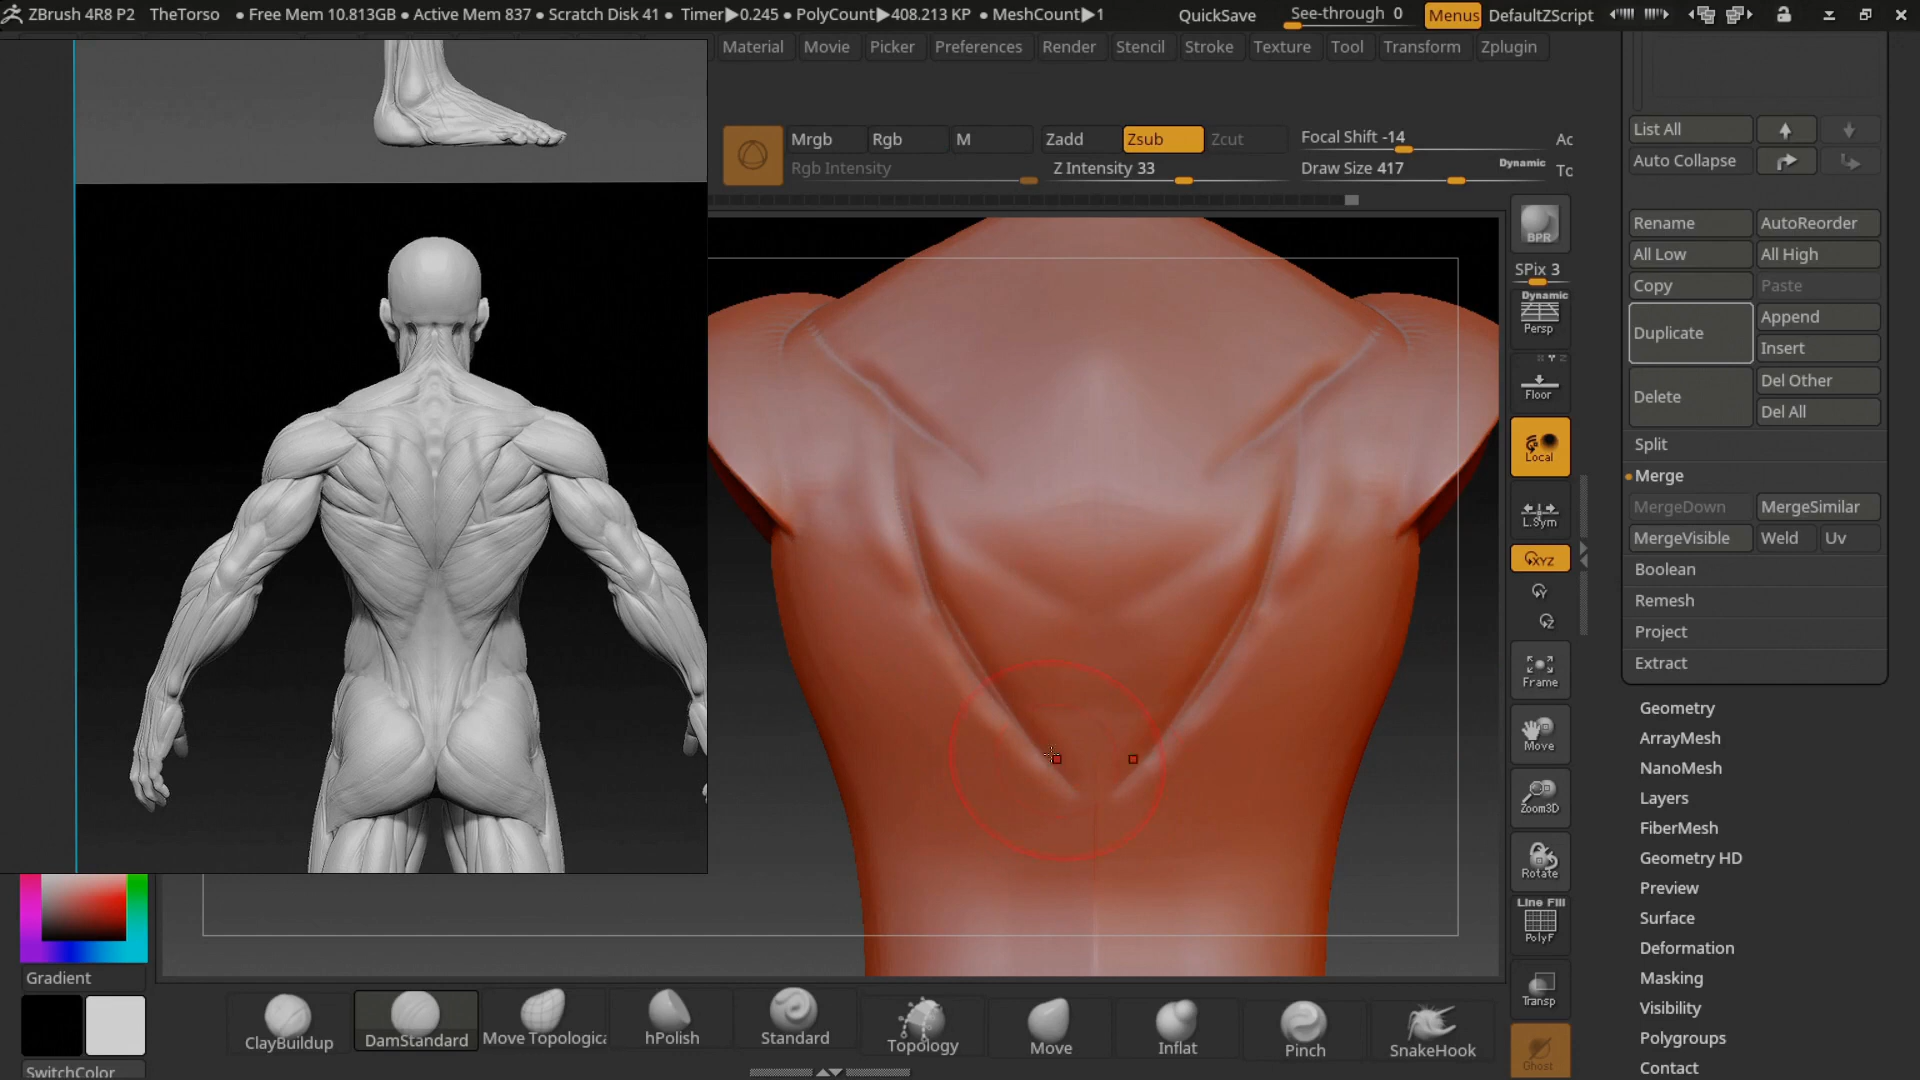 ZBrush 4R8 P2 TheTorso • Free Mem 10.813GB • Active Mem 837 • Scratch Disk 41 • Timer▶0.245 • PolyCount▶408.213 KP • MeshCount▶1 QuickSave See-through 0 Menus DefaultZScript
Material Movie Picker Preferences Render Stencil Stroke Texture Tool Transform Zplugin
Mrgb Rgb M Zadd Zsub Zcut Focal Shift -14
Rgb Intensity Z Intensity 33 Draw Size 417 Dynamic
BPR
SPix 3
Dynamic
Persp
Floor
Local
L.Sym
XYZ
Y
Z
Frame
Move
Zoom3D
Rotate
Line Fill
PolyF
Transp
Ghost
List All
Auto Collapse
Rename AutoReorder
All Low All High
Copy Paste
Duplicate Append
Insert
Delete Del Other
Del All
Split
Merge
MergeDown MergeSimilar
MergeVisible Weld Uv
Boolean
Remesh
Project
Extract
Geometry
ArrayMesh
NanoMesh
Layers
FiberMesh
Geometry HD
Preview
Surface
Deformation
Masking
Visibility
Polygroups
Contact
Gradient
SwitchColor
ClayBuildup DamStandard Move Topologica hPolish Standard Topology Move Inflat Pinch SnakeHook